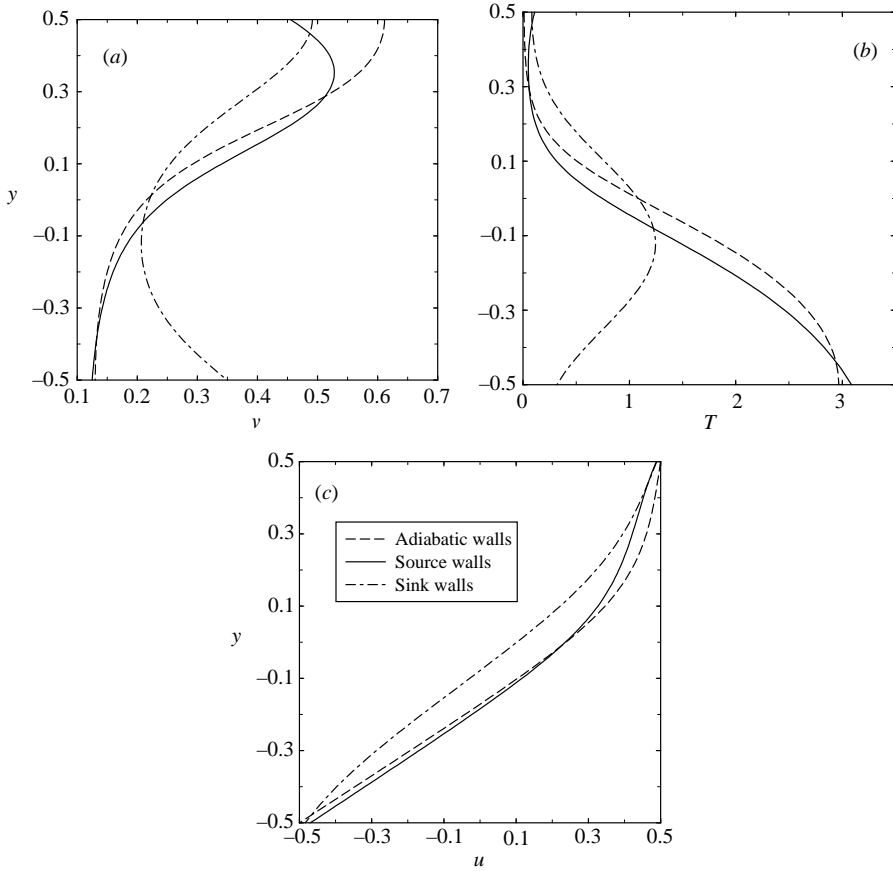 (a)
0.5
0.3
0.1
–0.1
–0.3
–0.5
y
0.1 0.2 0.3 0.4 0.5 0.6 0.7
ν
(b)
0.5
0.3
0.1
–0.1
–0.3
–0.5
0 1 2 3
T
(c)
0.5
0.3
0.1
–0.1
–0.3
–0.5
y
Adiabatic walls
Source walls
Sink walls
–0.5 –0.3 –0.1 0.1 0.3 0.5
u